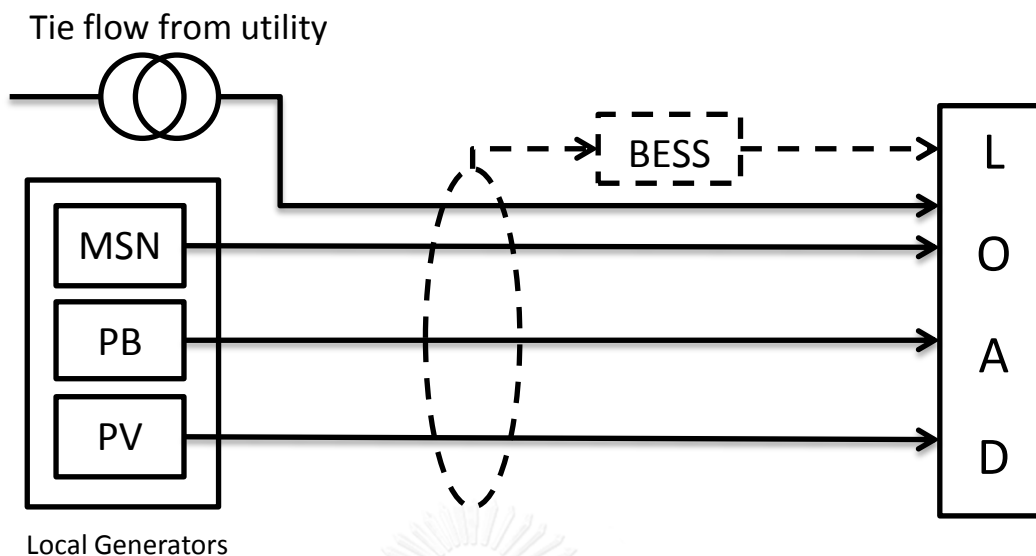 Tie flow from utility
BESS
MSN
PB
PV
L
O
A
D
Local Generators